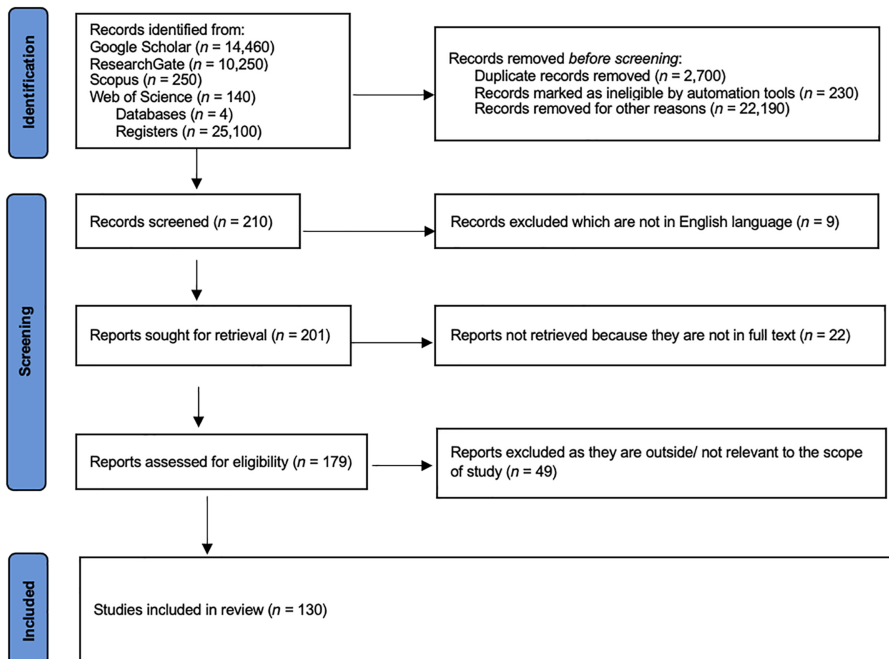 Identification
Records identified from:
Google Scholar (n = 14,460)
ResearchGate (n = 10,250)
Scopus (n = 250)
Web of Science (n = 140)
Databases (n = 4)
Registers (n = 25,100)
Records removed before screening:
Duplicate records removed (n = 2,700)
Records marked as ineligible by automation tools (n = 230)
Records removed for other reasons (n = 22,190)
Screening
Records screened (n = 210)
Records excluded which are not in English language (n = 9)
Reports sought for retrieval (n = 201)
Reports not retrieved because they are not in full text (n = 22)
Reports assessed for eligibility (n = 179)
Reports excluded as they are outside/ not relevant to the scope
of study (n = 49)
Included
Studies included in review (n = 130)